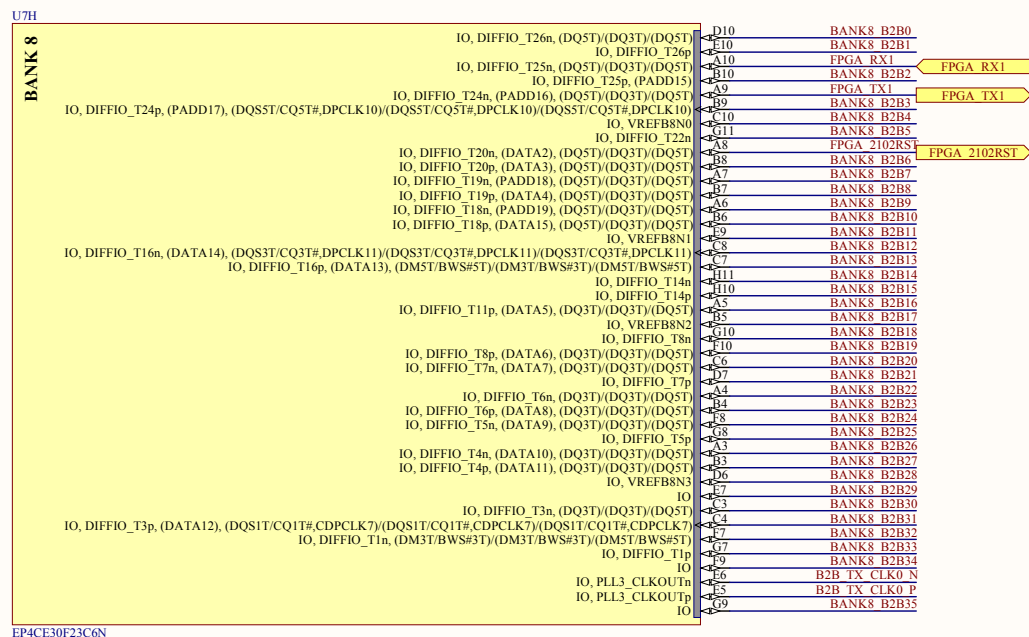 U7H
BANK 8
IO, DIFFIO_T26n, (DQ5T)/(DQ3T)/(DQ5T) D10 BANK8_B2B0
IO, DIFFIO_T26p E10 BANK8_B2B1
IO, DIFFIO_T25n, (DQ5T)/(DQ3T)/(DQ5T) A10 FPGA_RX1 FPGA_RX1
IO, DIFFIO_T25p, (PADD15) B10 BANK8_B2B2
IO, DIFFIO_T24n, (PADD16), (DQ5T)/(DQ3T)/(DQ5T) A9 FPGA_TX1 FPGA_TX1
IO, DIFFIO_T24p, (PADD17), (DQS5T/CQ5T#,DPCLK10)/(DQS5T/CQ5T#,DPCLK10)/(DQS5T/CQ5T#,DPCLK10) B9 BANK8_B2B3
IO, VREFB8N0 C10 BANK8_B2B4
IO, DIFFIO_T22n G11 BANK8_B2B5
IO, DIFFIO_T20n, (DATA2), (DQ5T)/(DQ3T)/(DQ5T) A8 FPGA_2102RST FPGA_2102RST
IO, DIFFIO_T20p, (DATA3), (DQ5T)/(DQ3T)/(DQ5T) B8 BANK8_B2B6
IO, DIFFIO_T19n, (PADD18), (DQ5T)/(DQ3T)/(DQ5T) A7 BANK8_B2B7
IO, DIFFIO_T19p, (DATA4), (DQ5T)/(DQ3T)/(DQ5T) B7 BANK8_B2B8
IO, DIFFIO_T18n, (PADD19), (DQ5T)/(DQ3T)/(DQ5T) A6 BANK8_B2B9
IO, DIFFIO_T18p, (DATA15), (DQ5T)/(DQ3T)/(DQ5T) B6 BANK8_B2B10
IO, VREFB8N1 E9 BANK8_B2B11
IO, DIFFIO_T16n, (DATA14), (DQS3T/CQ3T#,DPCLK11)/(DQS3T/CQ3T#,DPCLK11)/(DQS3T/CQ3T#,DPCLK11) C8 BANK8_B2B12
IO, DIFFIO_T16p, (DATA13), (DM5T/BWS#5T)/(DM3T/BWS#3T)/(DM5T/BWS#5T) C7 BANK8_B2B13
IO, DIFFIO_T14n H11 BANK8_B2B14
IO, DIFFIO_T14p H10 BANK8_B2B15
IO, DIFFIO_T11p, (DATA5), (DQ3T)/(DQ3T)/(DQ5T) A5 BANK8_B2B16
IO, VREFB8N2 B5 BANK8_B2B17
IO, DIFFIO_T8n G10 BANK8_B2B18
IO, DIFFIO_T8p, (DATA6), (DQ3T)/(DQ3T)/(DQ5T) F10 BANK8_B2B19
IO, DIFFIO_T7n, (DATA7), (DQ3T)/(DQ3T)/(DQ5T) C6 BANK8_B2B20
IO, DIFFIO_T7p D7 BANK8_B2B21
IO, DIFFIO_T6n, (DQ3T)/(DQ3T)/(DQ5T) A4 BANK8_B2B22
IO, DIFFIO_T6p, (DATA8), (DQ3T)/(DQ3T)/(DQ5T) B4 BANK8_B2B23
IO, DIFFIO_T5n, (DATA9), (DQ3T)/(DQ3T)/(DQ5T) F8 BANK8_B2B24
IO, DIFFIO_T5p G8 BANK8_B2B25
IO, DIFFIO_T4n, (DATA10), (DQ3T)/(DQ3T)/(DQ5T) A3 BANK8_B2B26
IO, DIFFIO_T4p, (DATA11), (DQ3T)/(DQ3T)/(DQ5T) B3 BANK8_B2B27
IO, VREFB8N3 D6 BANK8_B2B28
IO E7 BANK8_B2B29
IO, DIFFIO_T3n, (DQ3T)/(DQ3T)/(DQ5T) C3 BANK8_B2B30
IO, DIFFIO_T3p, (DATA12), (DQS1T/CQ1T#,CDPCLK7)/(DQS1T/CQ1T#,CDPCLK7)/(DQS1T/CQ1T#,CDPCLK7) C4 BANK8_B2B31
IO, DIFFIO_T1n, (DM3T/BWS#3T)/(DM3T/BWS#3T)/(DM5T/BWS#5T) F7 BANK8_B2B32
IO, DIFFIO_T1p G7 BANK8_B2B33
IO F9 BANK8_B2B34
IO, PLL3_CLKOUTn E6 B2B_TX_CLK0_N
IO, PLL3_CLKOUTp E5 B2B_TX_CLK0_P
IO G9 BANK8_B2B35
EP4CE30F23C6N